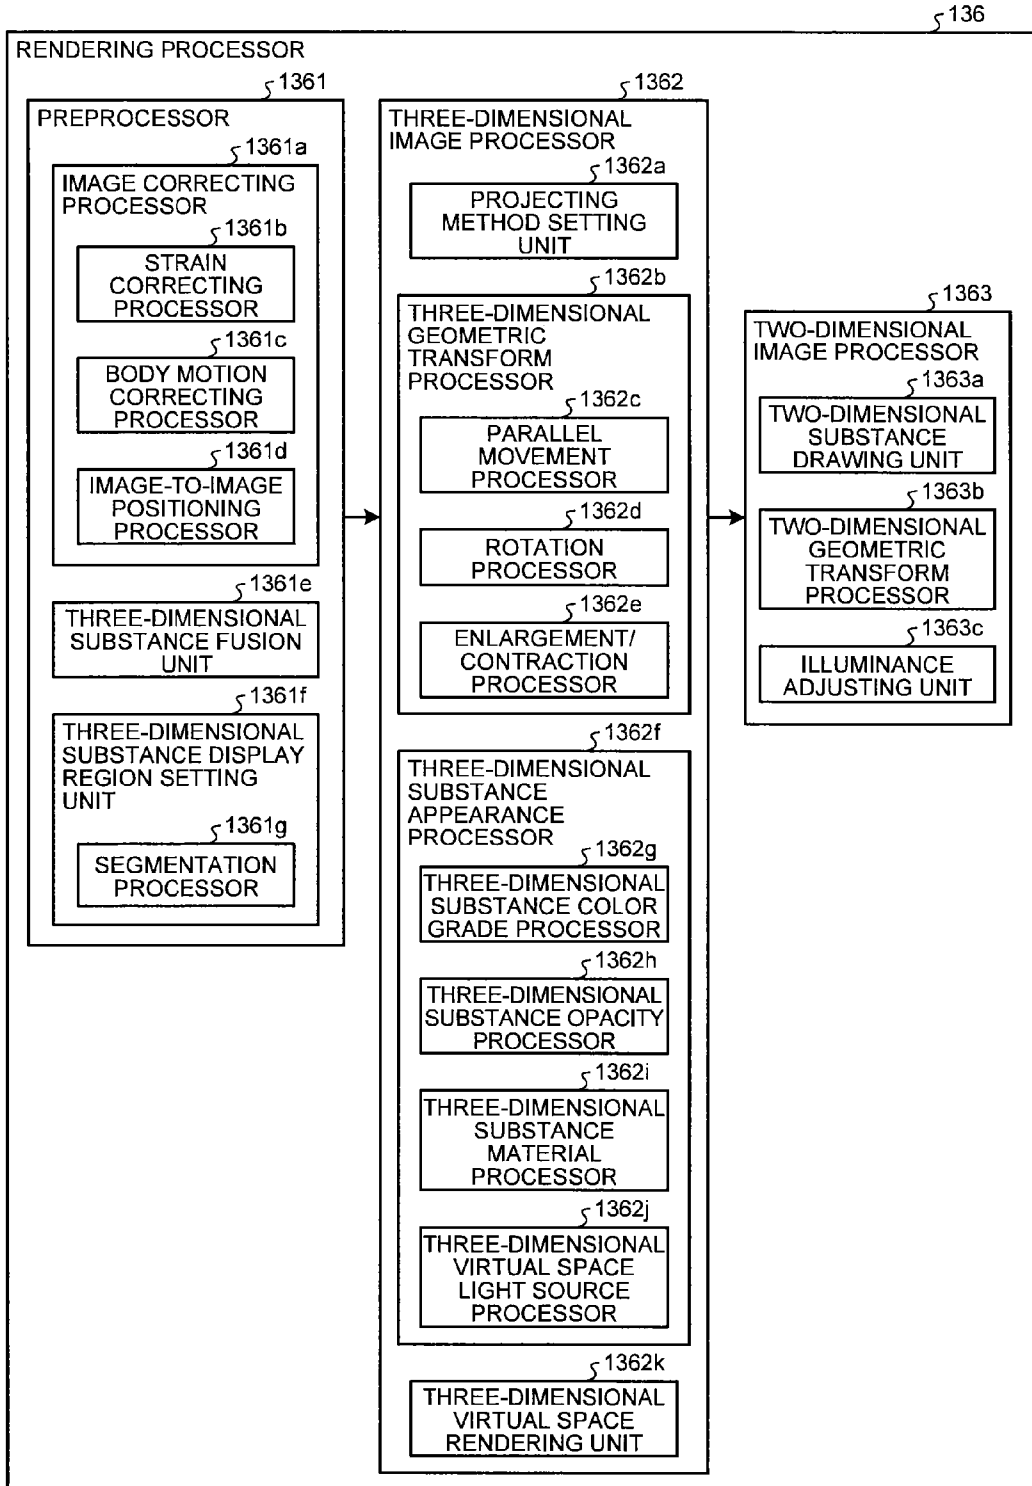 136
RENDERING PROCESSOR
1361
PREPROCESSOR
1361a
IMAGE CORRECTING
PROCESSOR
1361b
STRAIN
CORRECTING
PROCESSOR
1361c
BODY MOTION
CORRECTING
PROCESSOR
1361d
IMAGE-TO-IMAGE
POSITIONING
PROCESSOR
1361e
THREE-DIMENSIONAL
SUBSTANCE FUSION
UNIT
1361f
THREE-DIMENSIONAL
SUBSTANCE DISPLAY
REGION SETTING
UNIT
1361g
SEGMENTATION
PROCESSOR
1362
THREE-DIMENSIONAL
IMAGE PROCESSOR
1362a
PROJECTING
METHOD SETTING
UNIT
1362b
THREE-DIMENSIONAL
GEOMETRIC
TRANSFORM
PROCESSOR
1362c
PARALLEL
MOVEMENT
PROCESSOR
1362d
ROTATION
PROCESSOR
1362e
ENLARGEMENT/
CONTRACTION
PROCESSOR
1362f
THREE-DIMENSIONAL
SUBSTANCE
APPEARANCE
PROCESSOR
1362g
THREE-DIMENSIONAL
SUBSTANCE COLOR
GRADE PROCESSOR
1362h
THREE-DIMENSIONAL
SUBSTANCE OPACITY
PROCESSOR
1362i
THREE-DIMENSIONAL
SUBSTANCE
MATERIAL
PROCESSOR
1362j
THREE-DIMENSIONAL
VIRTUAL SPACE
LIGHT SOURCE
PROCESSOR
1362k
THREE-DIMENSIONAL
VIRTUAL SPACE
RENDERING UNIT
1363
TWO-DIMENSIONAL
IMAGE PROCESSOR
1363a
TWO-DIMENSIONAL
SUBSTANCE
DRAWING UNIT
1363b
TWO-DIMENSIONAL
GEOMETRIC
TRANSFORM
PROCESSOR
1363c
ILLUMINANCE
ADJUSTING UNIT